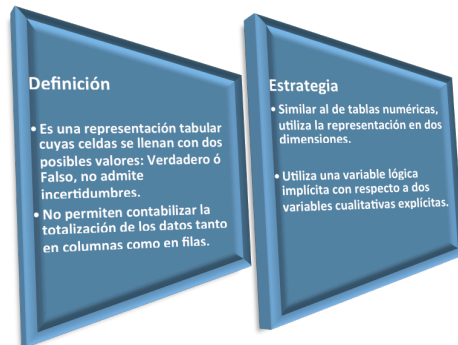 Definición
• Es una representación tabular
cuyas celdas se llenan con dos
posibles valores: Verdadero ó
Falso, no admite
incertidumbres.
• No permiten contabilizar la
totalización de los datos tanto
en columnas como en filas.
Estrategia
• Similar al de tablas numéricas,
utiliza la representación en dos
dimensiones.
• Utiliza una variable lógica
implícita con respecto a dos
variables cualitativas explícitas.